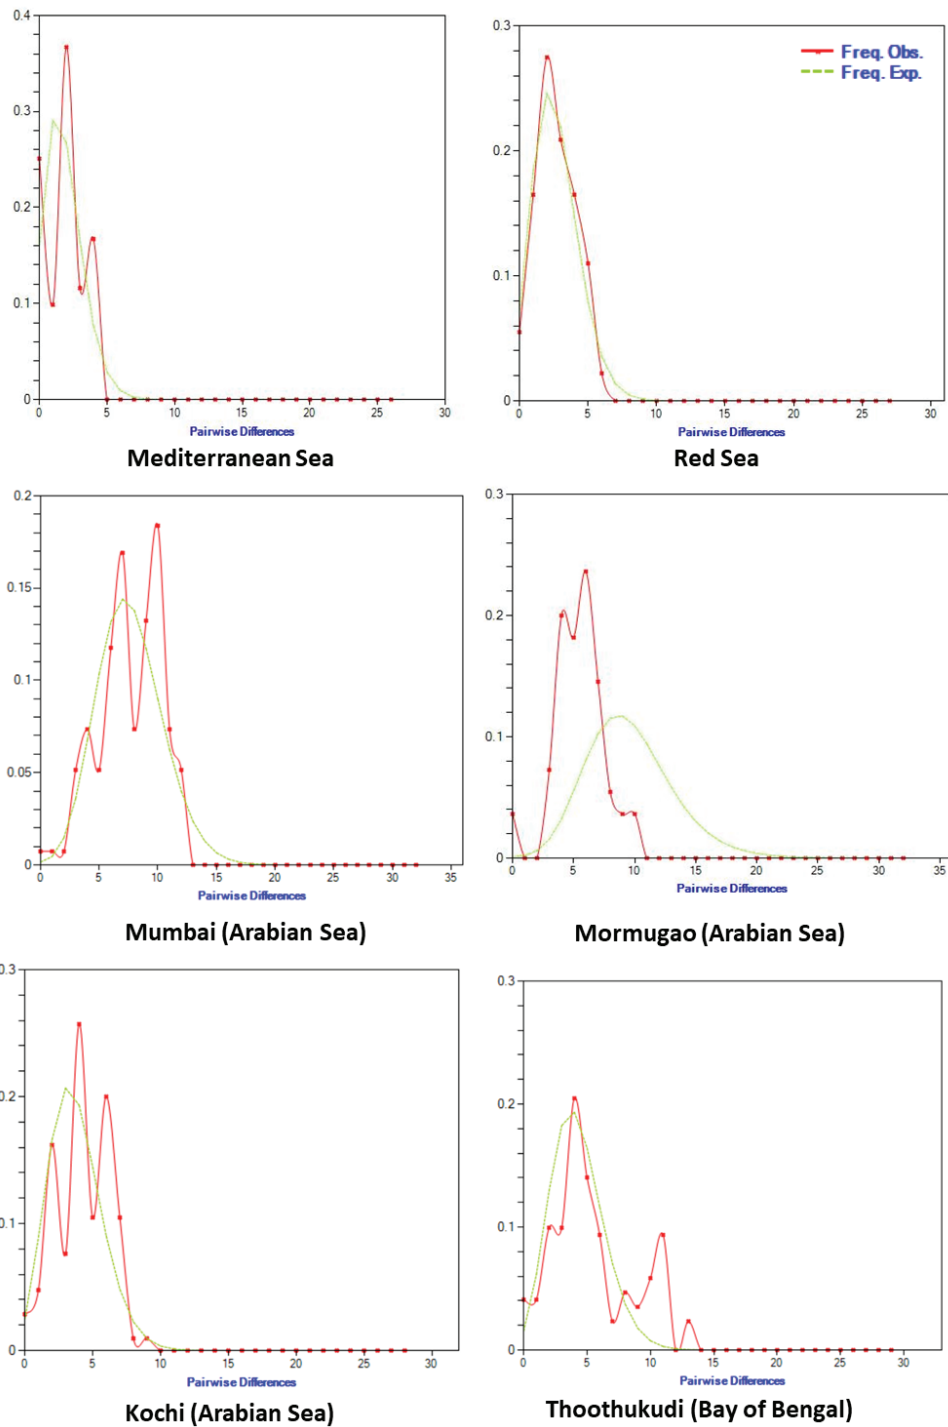 0.4
0.3
0.2
0.1
0
0 5 10 15 20 25 30
Pairwise Differences
Mediterranean Sea
0.3
Freq. Obs.
Freq. Exp.
0.2
0.1
0
0 5 10 15 20 25 30
Pairwise Differences
Red Sea
0.2
0.15
0.1
0.05
0
0 5 10 15 20 25 30 35
Pairwise Differences
Mumbai (Arabian Sea)
0.3
0.2
0.1
0
0 5 10 15 20 25 30 35
Pairwise Differences
Mormugao (Arabian Sea)
0.3
0.2
0.1
0
0 5 10 15 20 25 30
Pairwise Differences
Kochi (Arabian Sea)
0.3
0.2
0.1
0
0 5 10 15 20 25 30
Pairwise Differences
Thoothukudi (Bay of Bengal)